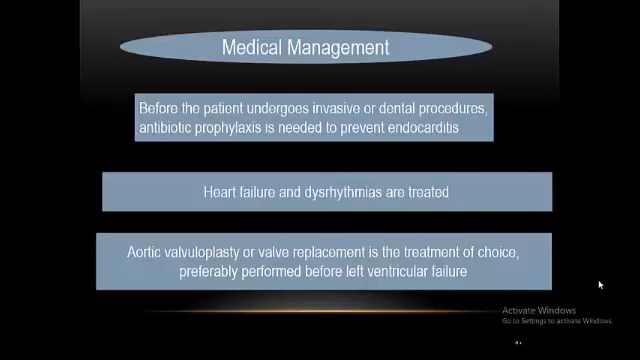 Medical Management
Before the patient undergoes invasive or dental procedures,
antibiotic prophylaxis is needed to prevent endocarditis
Heart failure and dysrhythmias are treated
Aortic valvuloplasty or valve replacement is the treatment of choice,
preferably performed before left ventricular failure
Activate Windows
Go to Settings to activate Windows.